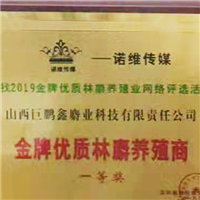 诺维传媒
——诺维传媒
找2019金牌优质林麝养殖业网络评选活
山西巨鹏鑫麝业科技有限责任公司
金牌优质林麝养殖商
一等奖